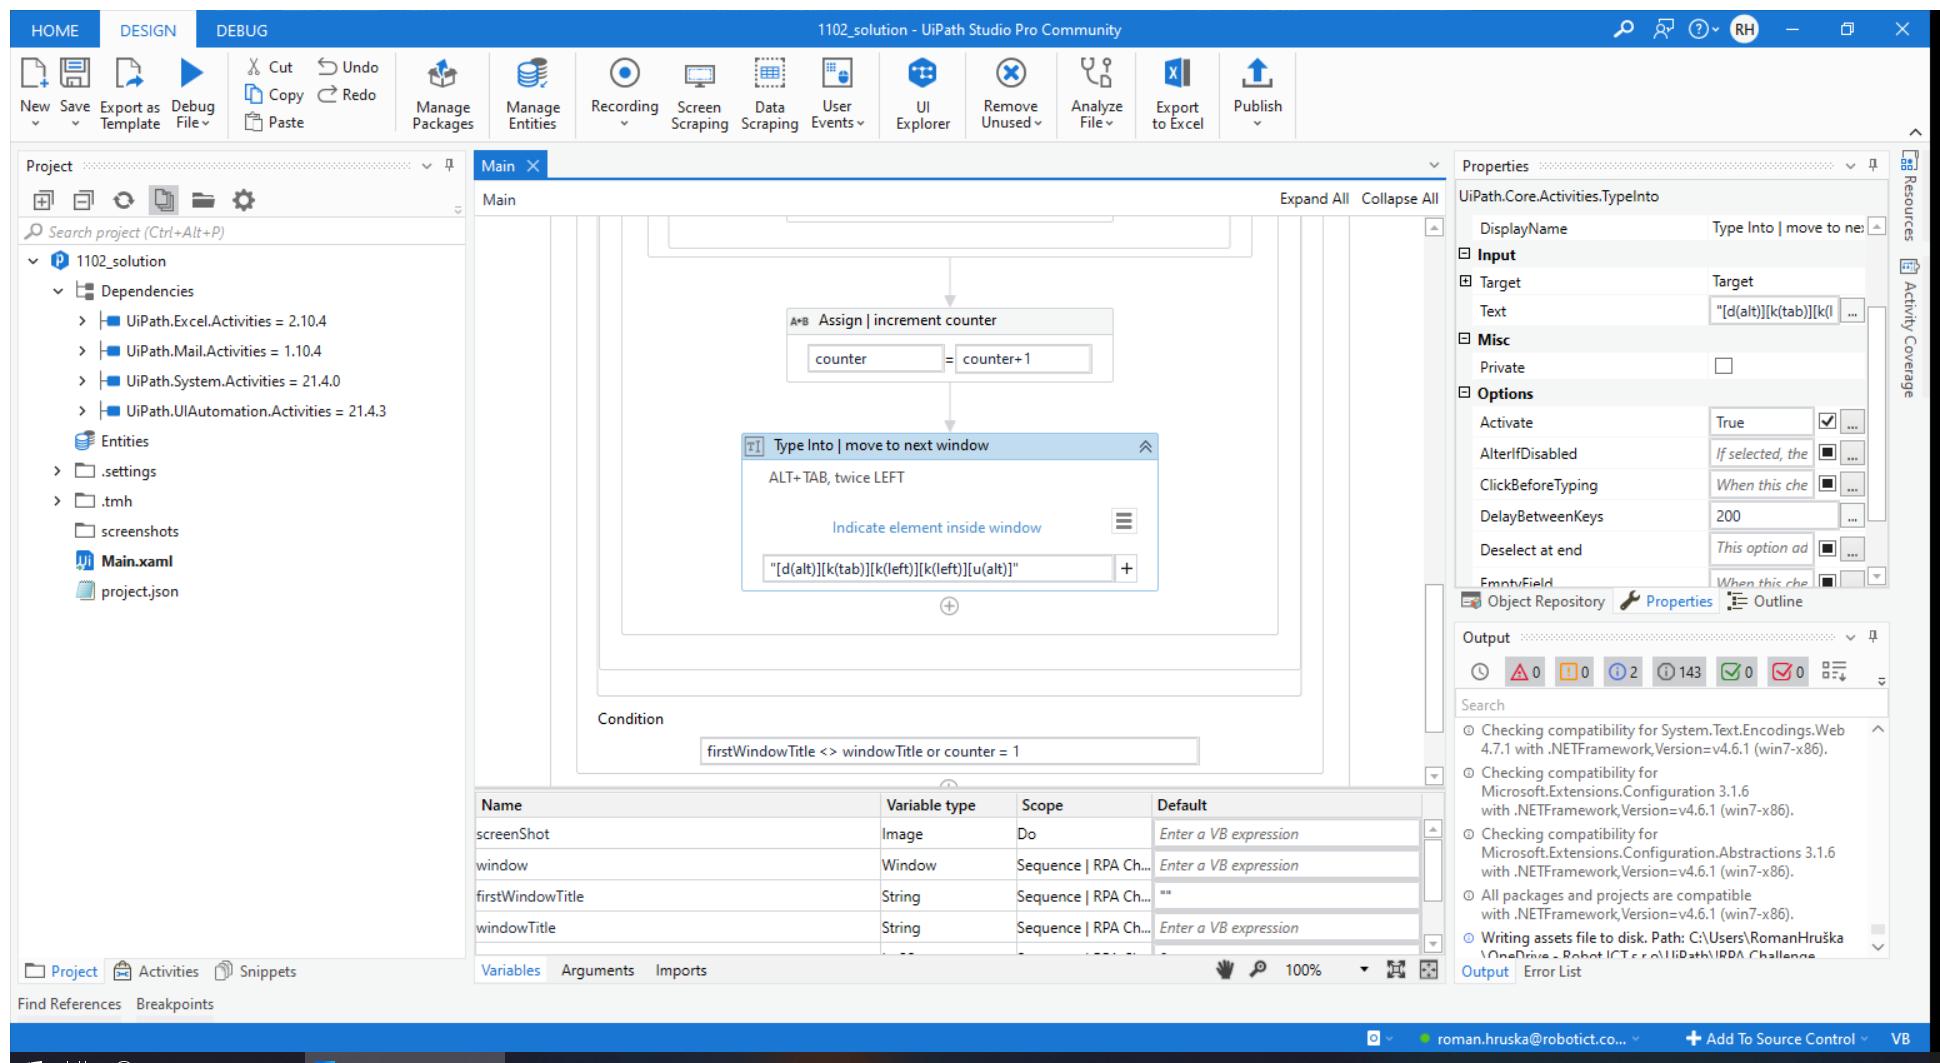 HOME DESIGN DEBUG 1102_solution - UiPath Studio Pro Community RH
New Save Export as Template Debug File Cut Copy Paste Undo Redo Manage Packages Manage Entities Recording Screen Scraping Data Scraping User Events UI Explorer Remove Unused Analyze File Export to Excel Publish
Project
Search project (Ctrl+Alt+P)
1102_solution
Dependencies
UiPath.Excel.Activities = 2.10.4
UiPath.Mail.Activities = 1.10.4
UiPath.System.Activities = 21.4.0
UiPath.UIAutomation.Activities = 21.4.3
Entities
.settings
.tmh
screenshots
Main.xaml
project.json
Project Activities Snippets
Find References Breakpoints
Main
Main Expand All Collapse All
A*B Assign | increment counter
counter = counter+1
Type Into | move to next window
ALT+TAB, twice LEFT
Indicate element inside window
"[d(alt)][k(tab)][k(left)][k(left)][u(alt)]"
Condition
firstWindowTitle <> windowTitle or counter = 1
Name Variable type Scope Default
screenShot Image Do Enter a VB expression
window Window Sequence | RPA Ch... Enter a VB expression
firstWindowTitle String Sequence | RPA Ch... ""
windowTitle String Sequence | RPA Ch... Enter a VB expression
Variables Arguments Imports 100%
Properties
UiPath.Core.Activities.TypeInto
DisplayName Type Into | move to ne
Input
Target Target
Text "[d(alt)][k(tab)][k(l ...
Misc
Private
Options
Activate True ...
AlterIfDisabled If selected, the ...
ClickBeforeTyping When this che ...
DelayBetweenKeys 200 ...
Deselect at end This option ad ...
EmptyField When this che
Object Repository Properties Outline
Output
0 0 2 143 0 0
Search
Checking compatibility for System.Text.Encodings.Web
4.7.1 with .NETFramework,Version=v4.6.1 (win7-x86).
Checking compatibility for
Microsoft.Extensions.Configuration 3.1.6
with .NETFramework,Version=v4.6.1 (win7-x86).
Checking compatibility for
Microsoft.Extensions.Configuration.Abstractions 3.1.6
with .NETFramework,Version=v4.6.1 (win7-x86).
All packages and projects are compatible
with .NETFramework,Version=v4.6.1 (win7-x86).
Writing assets file to disk. Path: C:\Users\RomanHruška
\OneDrive - Robot ICT s.r.o\UiPath\!RPA Challenge
Output Error List
Resources
Activity Coverage
roman.hruska@robotict.co... Add To Source Control VB